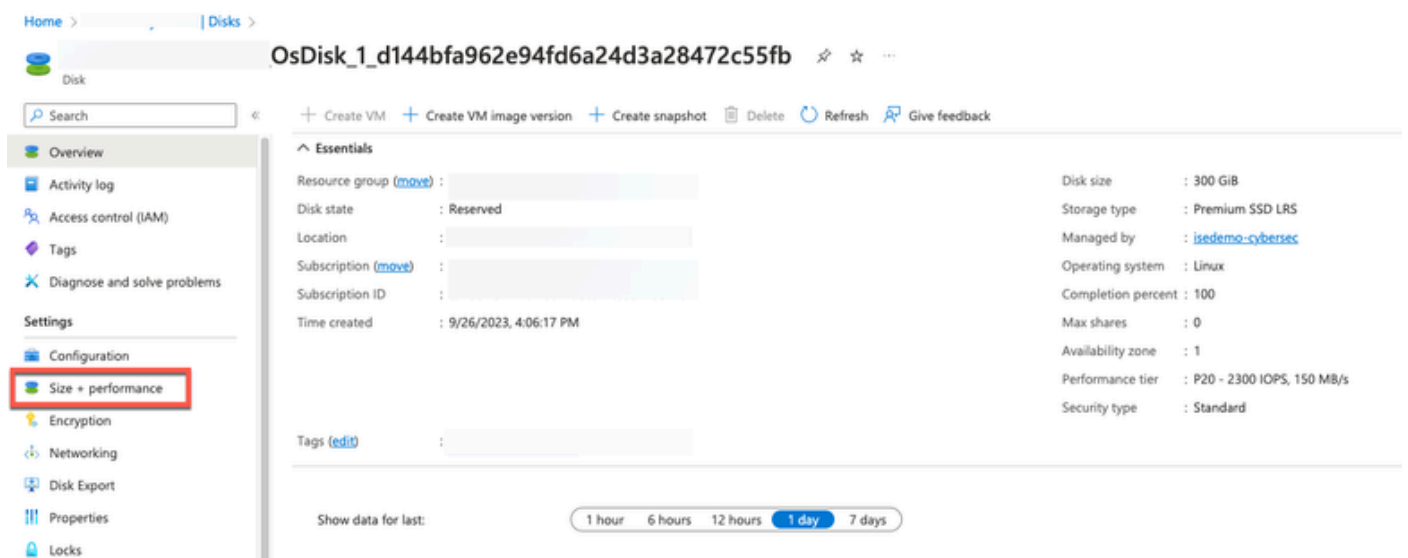 Home > | Disks >
OsDisk_1_d144bfa962e94fd6a24d3a28472c55fb ...
Disk
Search «
+ Create VM + Create VM image version + Create snapshot Delete Refresh Give feedback
Overview
Activity log
Access control (IAM)
Tags
Diagnose and solve problems
Settings
Configuration
Size + performance
Encryption
Networking
Disk Export
Properties
Locks
Essentials
Resource group (move) :
Disk state : Reserved
Location :
Subscription (move) :
Subscription ID :
Time created : 9/26/2023, 4:06:17 PM
Tags (edit) :
Disk size : 300 GiB
Storage type : Premium SSD LRS
Managed by : isedemo-cybersec
Operating system : Linux
Completion percent : 100
Max shares : 0
Availability zone : 1
Performance tier : P20 - 2300 IOPS, 150 MB/s
Security type : Standard
Show data for last: 1 hour 6 hours 12 hours 1 day 7 days